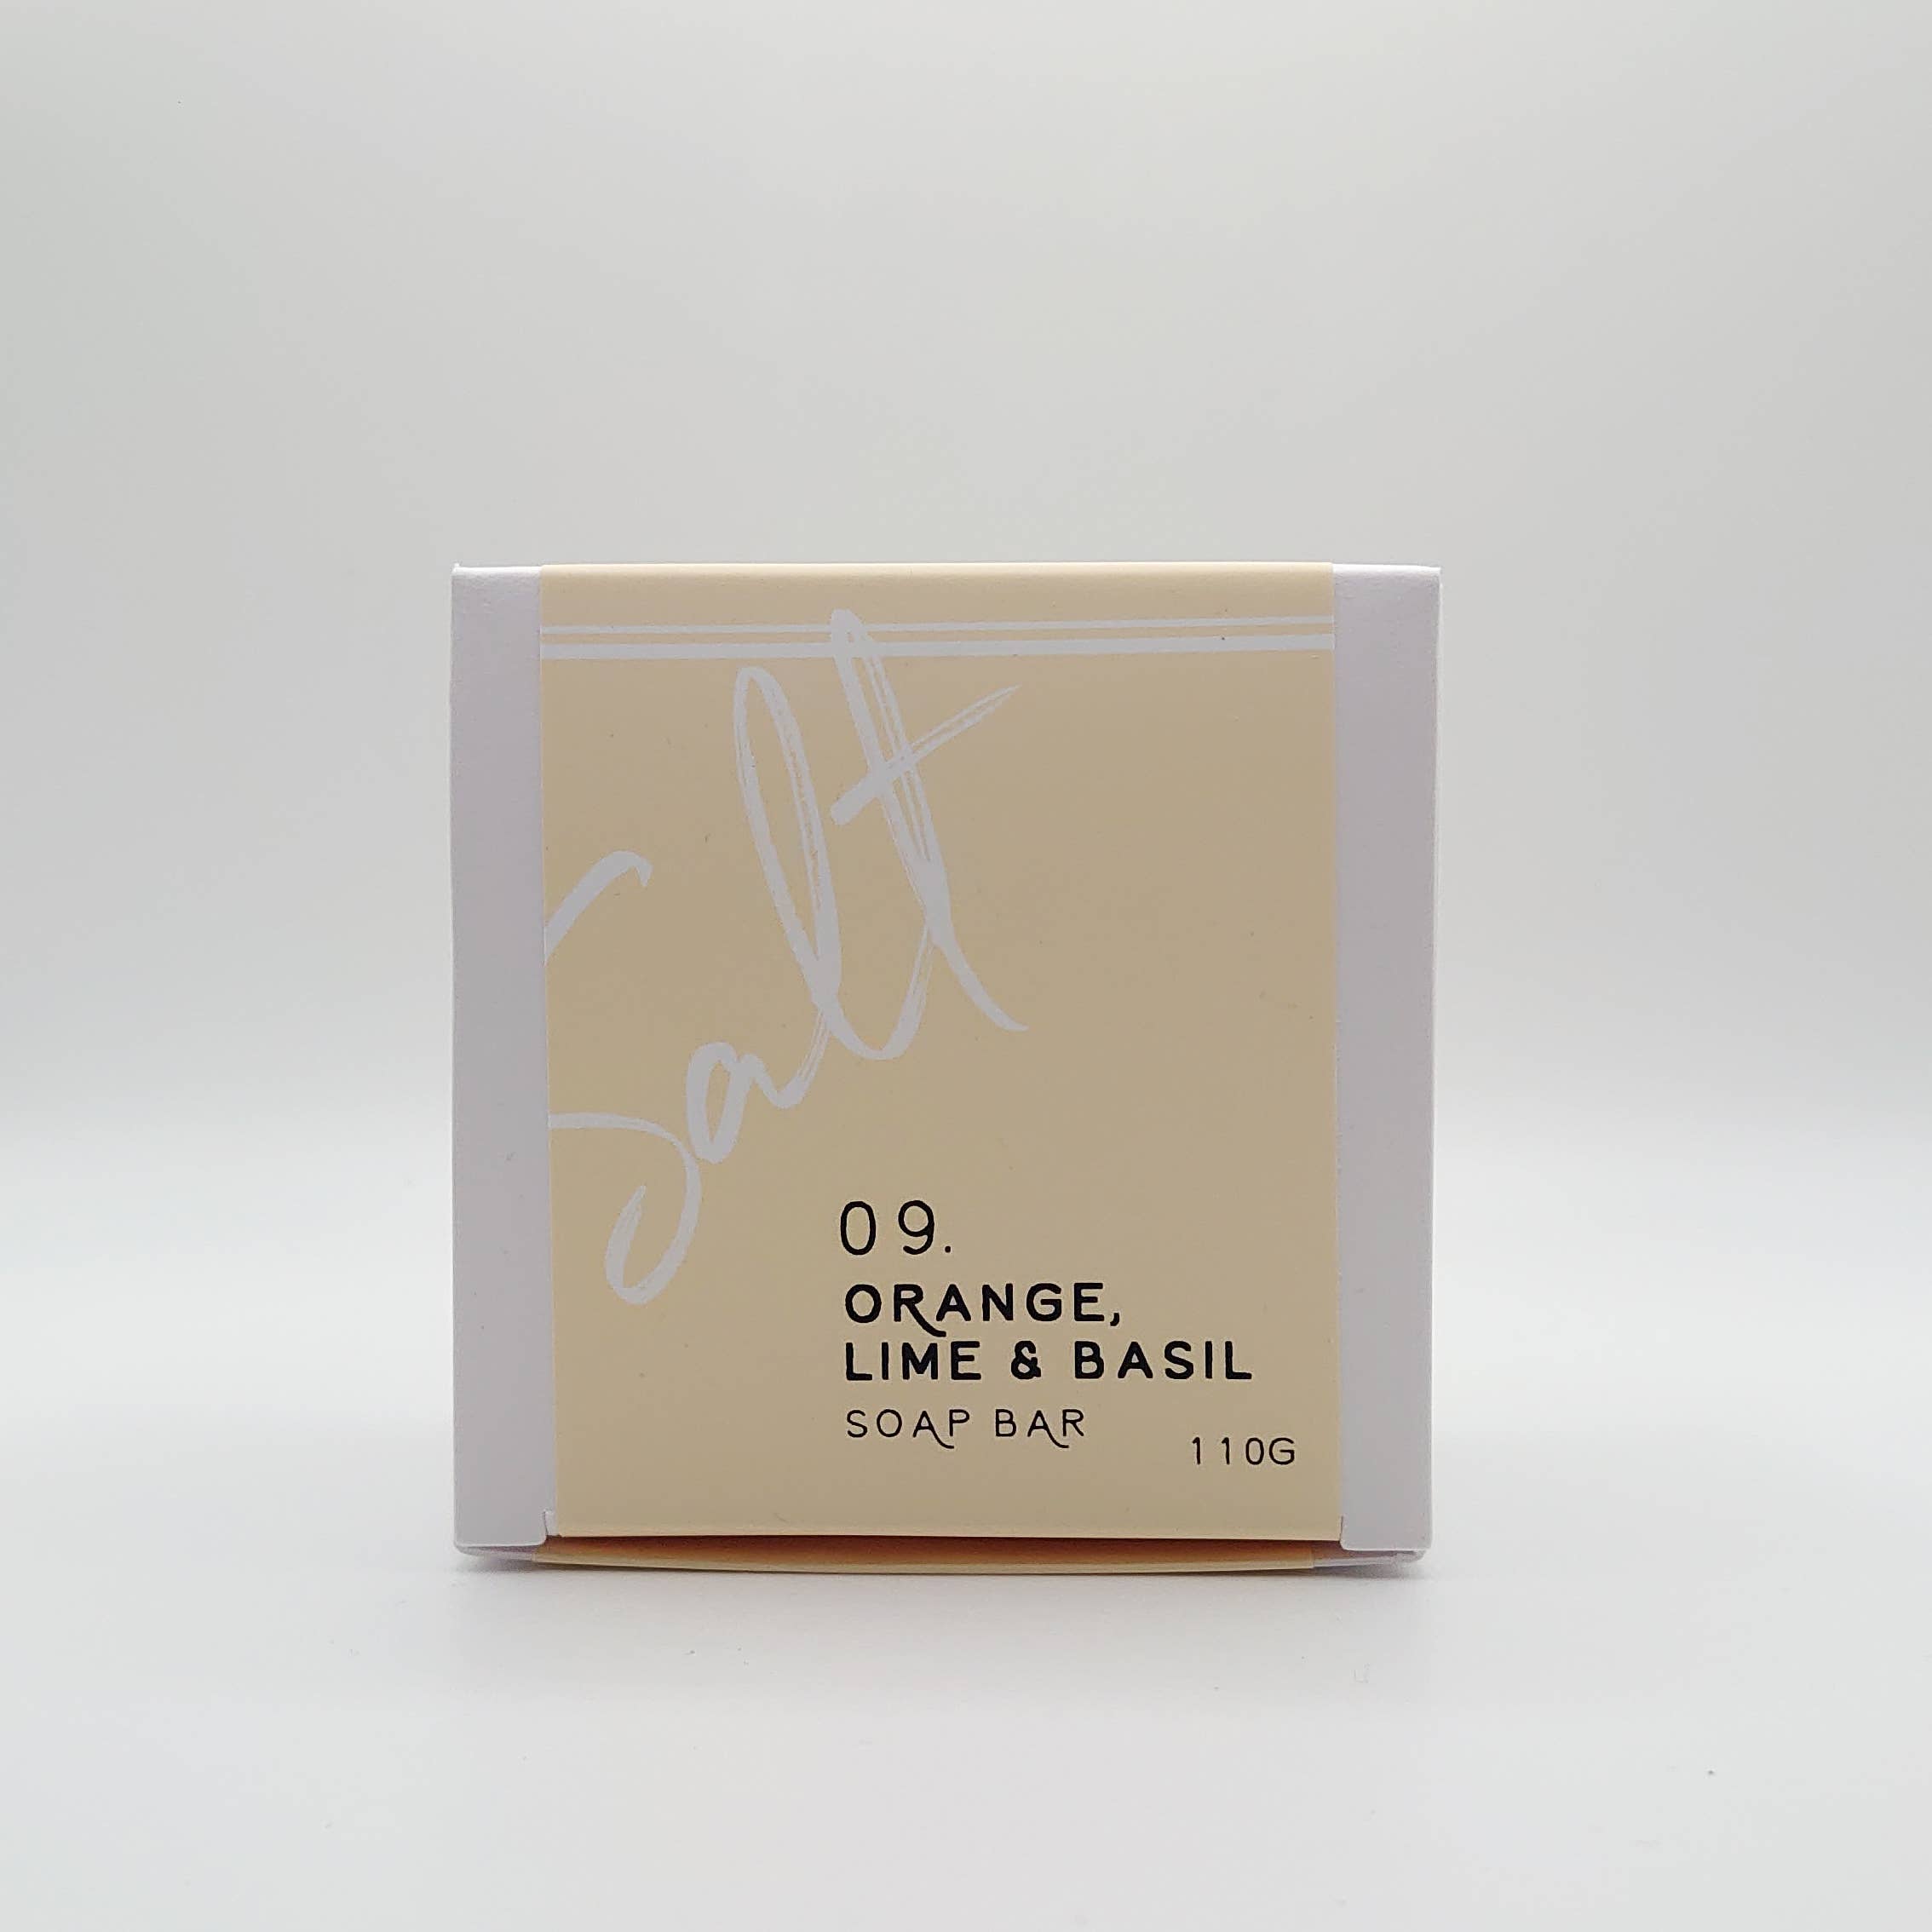 Salt
09.
ORANGE,
LIME & BASIL
SOAP BAR
110G